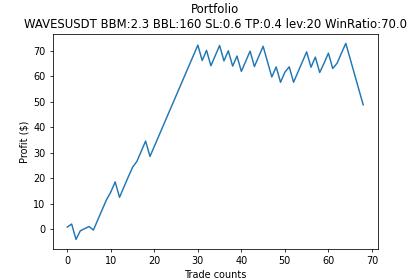 Portfolio
WAVESUSDT BBM:2.3 BBL:160 SL:0.6 TP:0.4 lev:20 WinRatio:70.0
Profit ($)
70
60
50
40
30
20
10
0
0 10 20 30 40 50 60 70
Trade counts